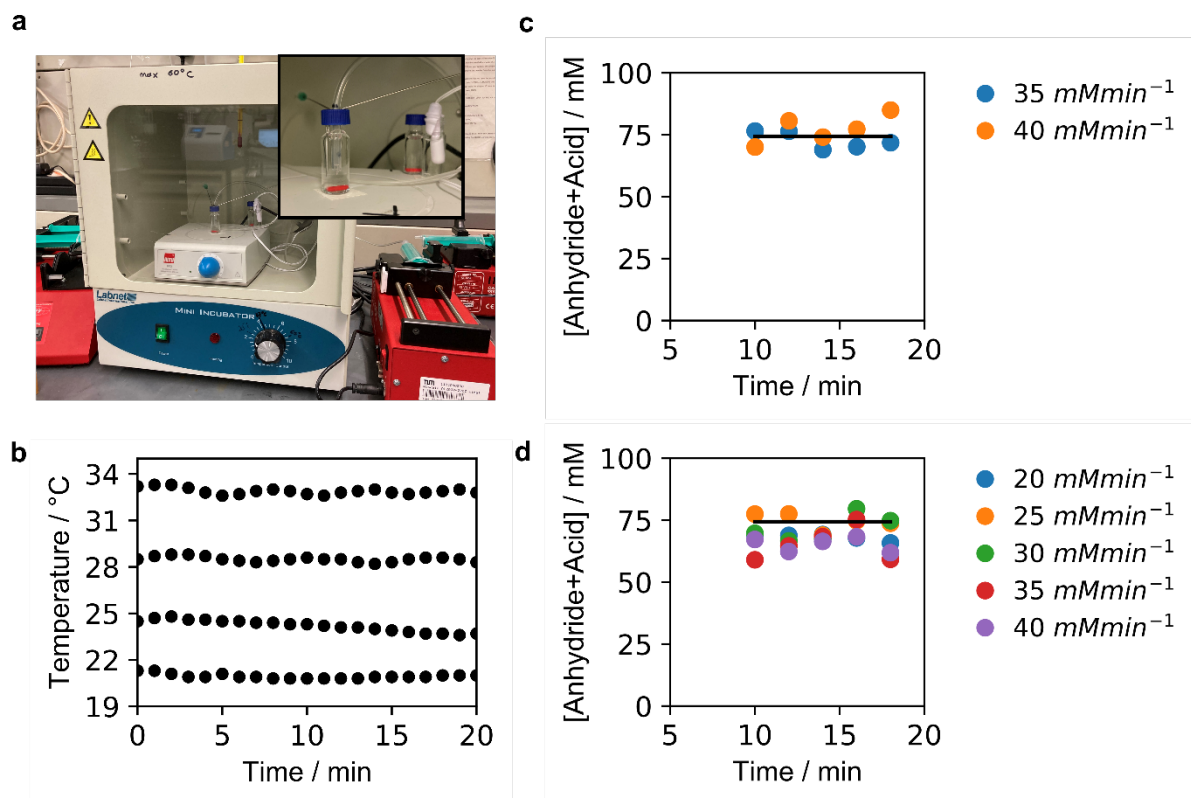 a
max 60°C
Labnet
MINI INCUBATOR
b
Temperature / °C
34
31
28
25
22
19
0
5
10
15
20
Time / min
c
[Anhydride+Acid] / mM
100
75
50
25
0
5
10
15
20
Time / min
35 mMmin⁻¹
40 mMmin⁻¹
d
[Anhydride+Acid] / mM
100
75
50
25
0
5
10
15
20
Time / min
20 mMmin⁻¹
25 mMmin⁻¹
30 mMmin⁻¹
35 mMmin⁻¹
40 mMmin⁻¹